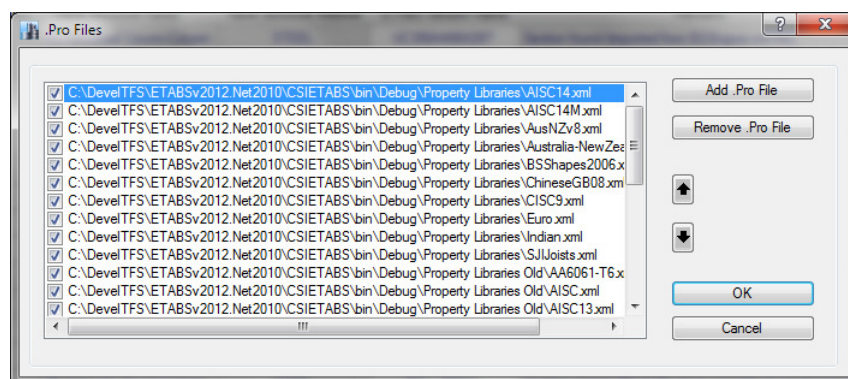 .Pro Files
C:\DevelTFS\ETABSv2012.Net2010\CSIETABS\bin\Debug\Property Libraries\AISC14.xml
C:\DevelTFS\ETABSv2012.Net2010\CSIETABS\bin\Debug\Property Libraries\AISC14M.xml
C:\DevelTFS\ETABSv2012.Net2010\CSIETABS\bin\Debug\Property Libraries\AusNZv8.xml
C:\DevelTFS\ETABSv2012.Net2010\CSIETABS\bin\Debug\Property Libraries\Australia-NewZea
C:\DevelTFS\ETABSv2012.Net2010\CSIETABS\bin\Debug\Property Libraries\BSShapes2006.x
C:\DevelTFS\ETABSv2012.Net2010\CSIETABS\bin\Debug\Property Libraries\ChineseGB08.xm
C:\DevelTFS\ETABSv2012.Net2010\CSIETABS\bin\Debug\Property Libraries\CISC9.xml
C:\DevelTFS\ETABSv2012.Net2010\CSIETABS\bin\Debug\Property Libraries\Euro.xml
C:\DevelTFS\ETABSv2012.Net2010\CSIETABS\bin\Debug\Property Libraries\Indian.xml
C:\DevelTFS\ETABSv2012.Net2010\CSIETABS\bin\Debug\Property Libraries\SJIJoists.xml
C:\DevelTFS\ETABSv2012.Net2010\CSIETABS\bin\Debug\Property Libraries Old\AA6061-T6.x
C:\DevelTFS\ETABSv2012.Net2010\CSIETABS\bin\Debug\Property Libraries Old\AISC.xml
C:\DevelTFS\ETABSv2012.Net2010\CSIETABS\bin\Debug\Property Libraries Old\AISC13.xml
Add .Pro File
Remove .Pro File
OK
Cancel